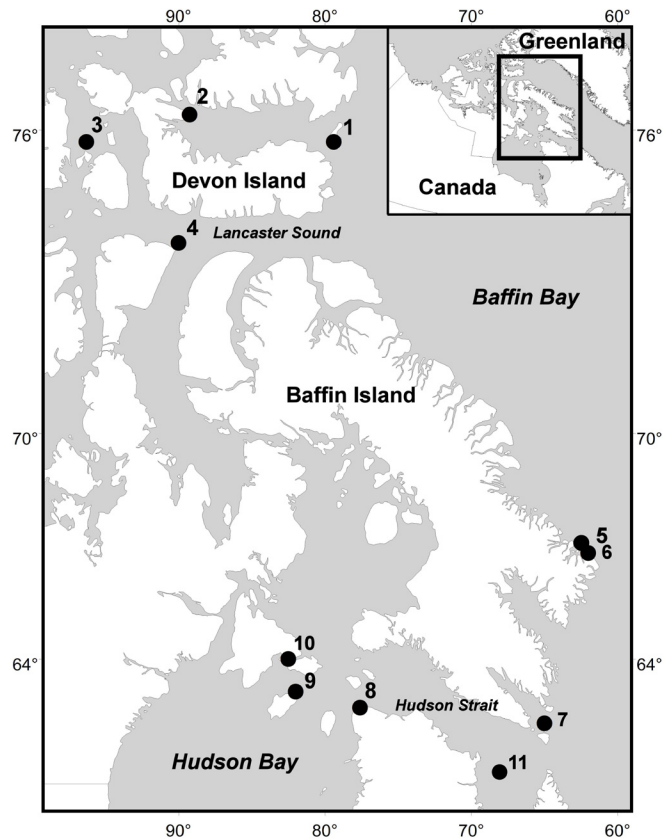 90° 80° 70° 60°
Greenland
Canada
76° 76°
2
3
1
Devon Island
4 Lancaster Sound
Baffin Bay
Baffin Island
70° 70°
5
6
10
64° 64°
9
8 Hudson Strait
7
Hudson Bay
11
90° 80° 70° 60°